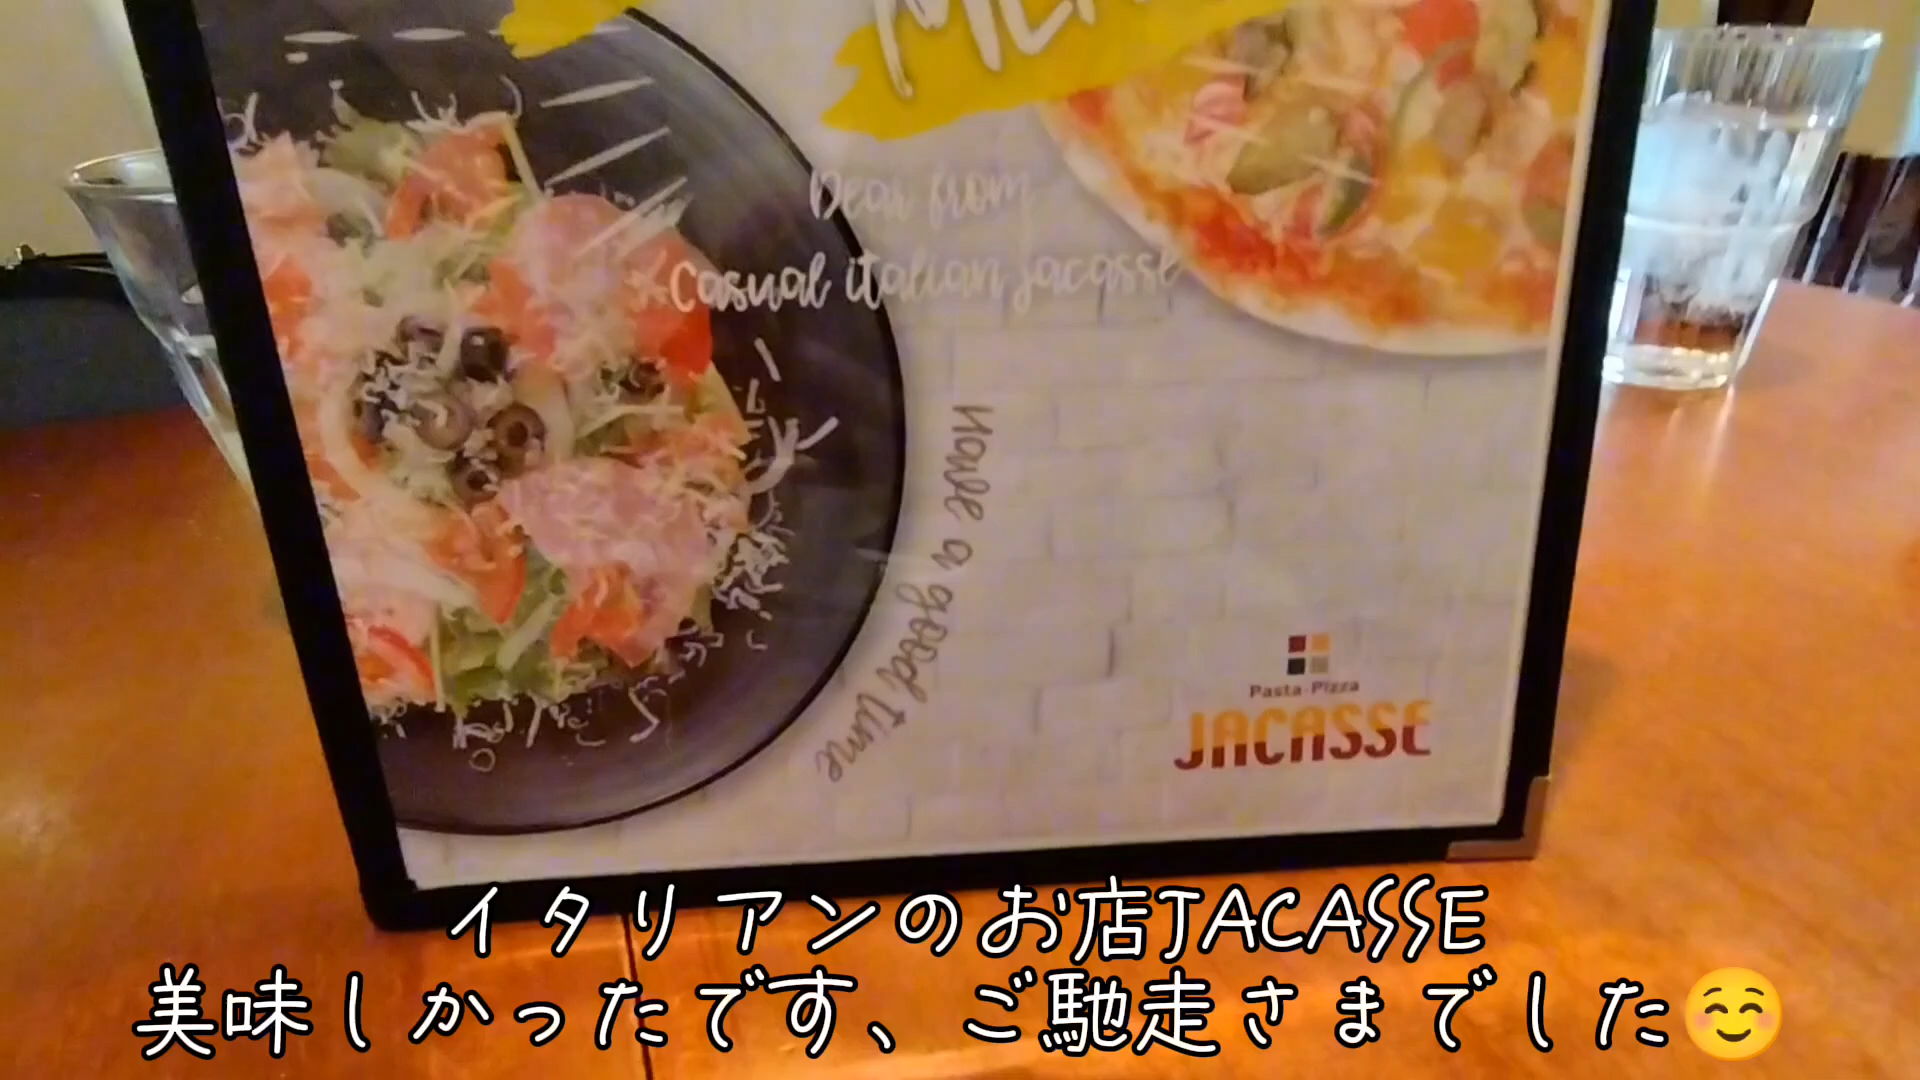 Dear from
Casual italian jacasse
Have a good time
Pasta・Pizza
JACASSE
イタリアンのお店JACASSE
美味しかったです、ご馳走さまでした☺️